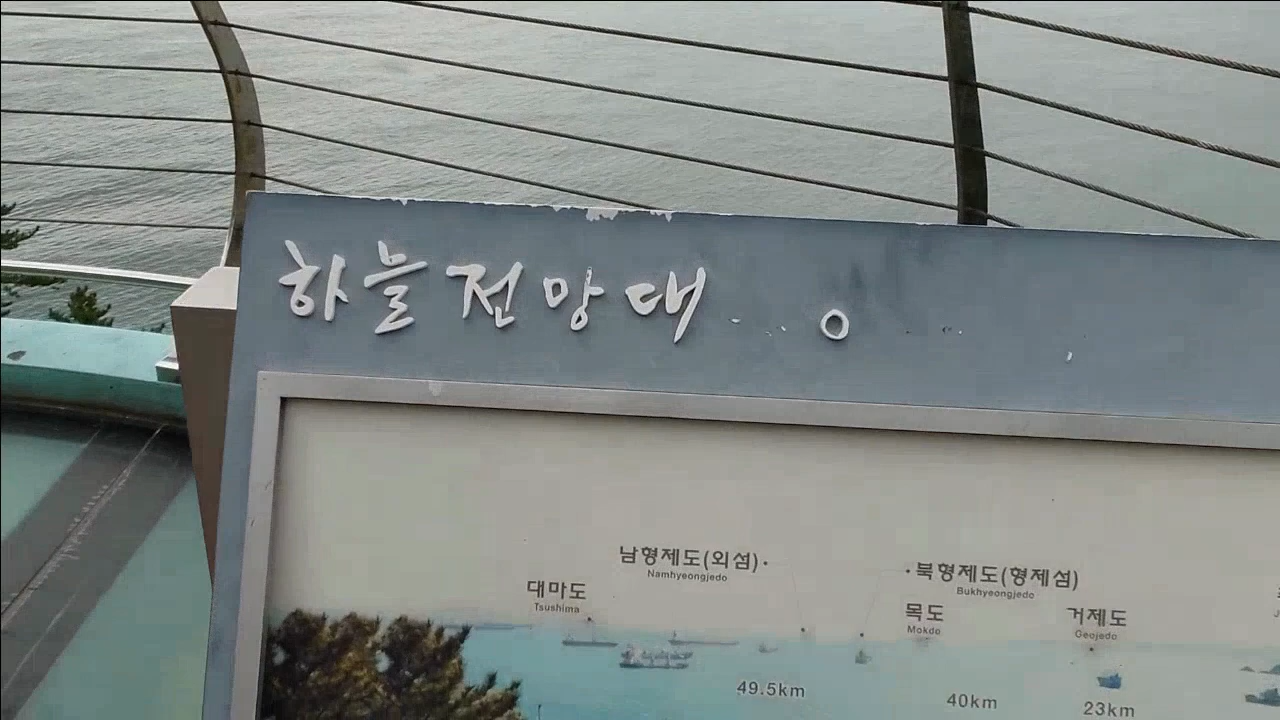 하늘전망대
남형제도(외섬)
Namhyeongjedo
북형제도(형제섬)
Bukhyeongjedo
대마도
Tsushima
목도
Mokdo
거제도
Geojedo
49.5km
40km
23km